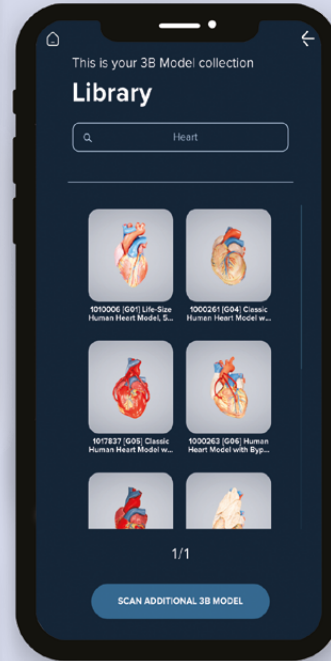 This is your 3B Model collection
Library
Heart
1010006 [G01] Life-Size
Human Heart Model, 5...
1000261 [G04] Classic
Human Heart Model w...
1017837 [G05] Classic
Human Heart Model w...
1000263 [G06] Human
Heart Model with Byp...
1/1
SCAN ADDITIONAL 3B MODEL